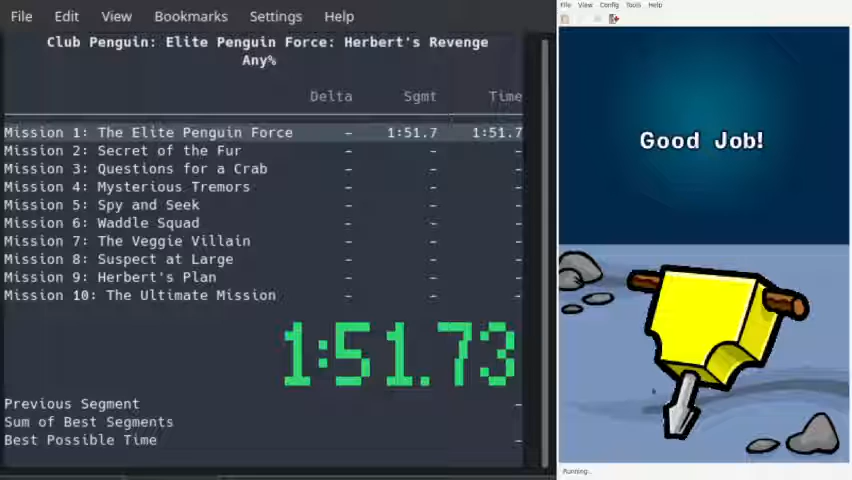 File Edit View Bookmarks Settings Help
Club Penguin: Elite Penguin Force: Herbert's Revenge
Any%
Delta Sgmt Time
Mission 1: The Elite Penguin Force - 1:51.7 1:51.7
Mission 2: Secret of the Fur - - -
Mission 3: Questions for a Crab - - -
Mission 4: Mysterious Tremors - - -
Mission 5: Spy and Seek - - -
Mission 6: Waddle Squad - - -
Mission 7: The Veggie Villain - - -
Mission 8: Suspect at Large - - -
Mission 9: Herbert's Plan - - -
Mission 10: The Ultimate Mission - - -
1:51.73
Previous Segment -
Sum of Best Segments
Best Possible Time -
File View Config Tools Help
Good Job!
Running...